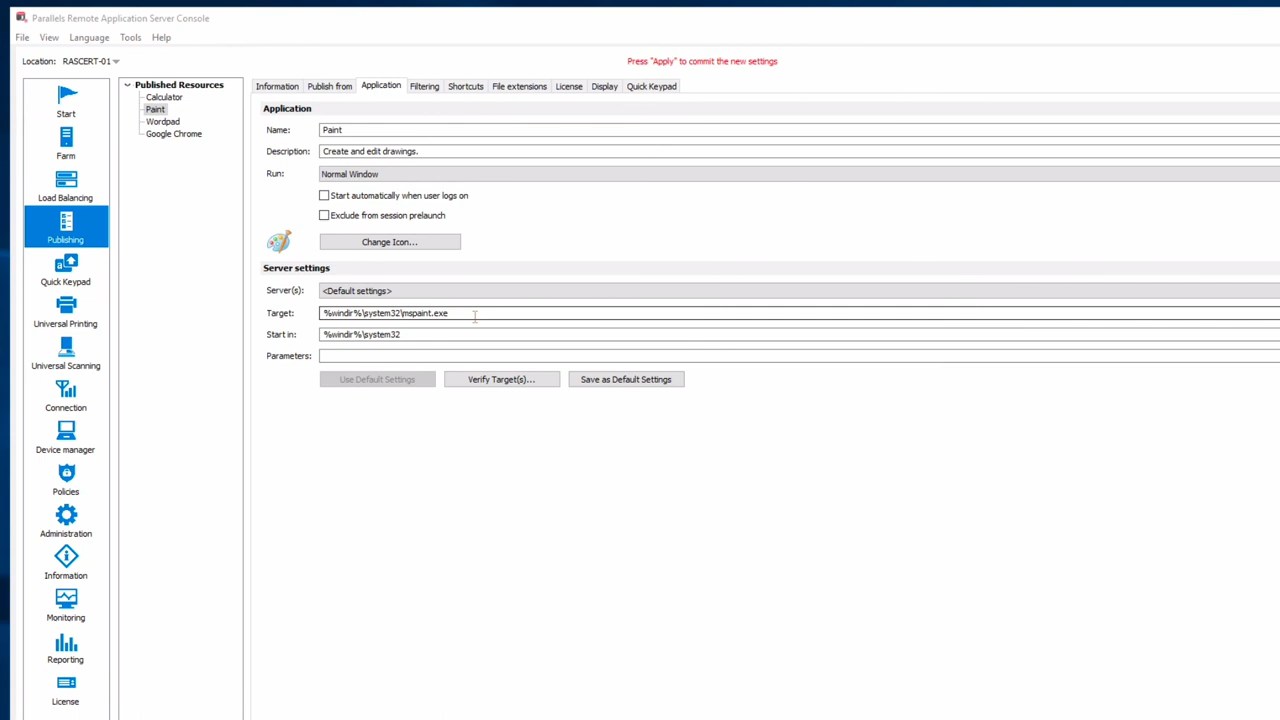 Parallels Remote Application Server Console
File View Language Tools Help
Location: RASCERT-01
Press "Apply" to commit the new settings
Start
Farm
Load Balancing
Publishing
Quick Keypad
Universal Printing
Universal Scanning
Connection
Device manager
Policies
Administration
Information
Monitoring
Reporting
License
Published Resources
Calculator
Paint
Wordpad
Google Chrome
Information Publish from Application Filtering Shortcuts File extensions License Display Quick Keypad
Application
Name: Paint
Description: Create and edit drawings.
Run: Normal Window
Start automatically when user logs on
Exclude from session prelaunch
Change Icon...
Server settings
Server(s): <Default settings>
Target: %windir%\system32\mspaint.exe
Start in: %windir%\system32
Parameters:
Use Default Settings Verify Target(s)... Save as Default Settings